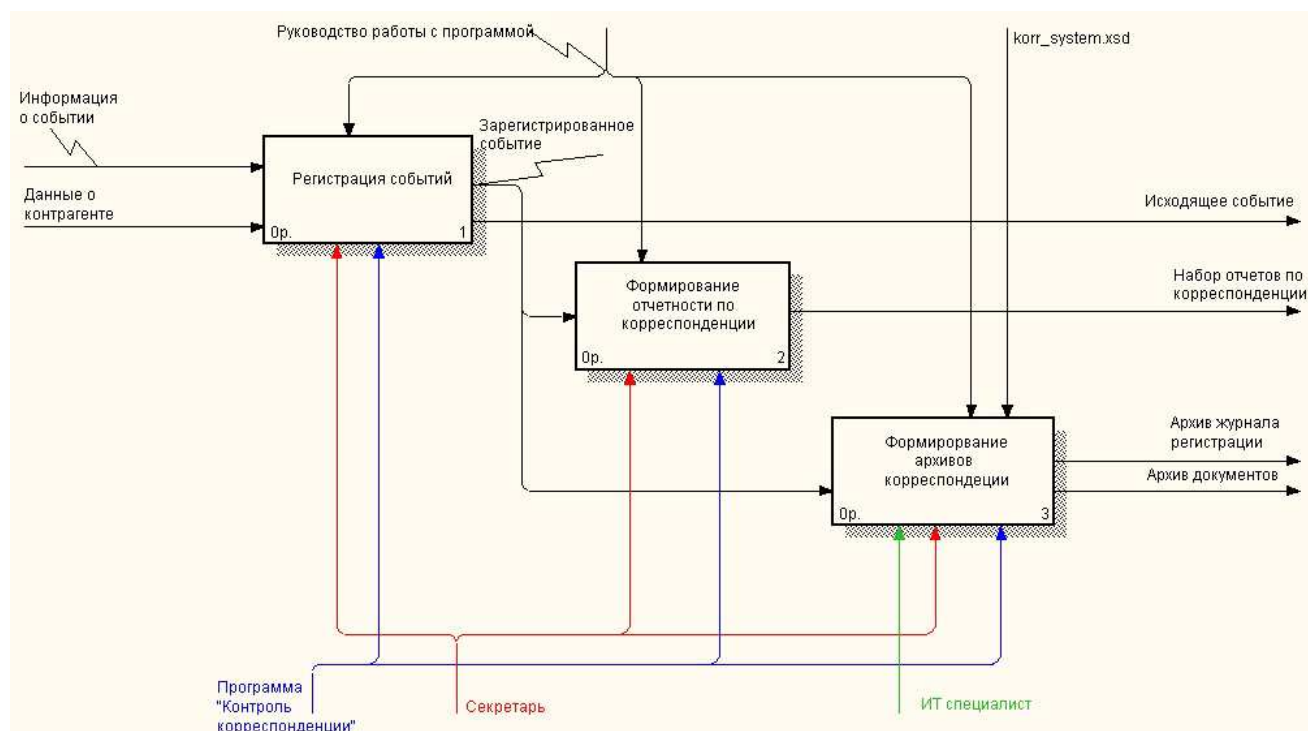 Руководство работы с программой
korr_system.xsd
Информация
о событии
Зарегистрированное
событие
Данные о
контрагенте
Регистрация событий
0р.
1
Исходящее событие
Формирование
отчетности по
корреспонденции
0р.
2
Набор отчетов по
корреспонденции
Формирорвание
архивов
корреспондеции
0р.
3
Архив журнала
регистрации
Архив документов
Программа
"Контроль
корреспонденции"
Секретарь
ИТ специалист